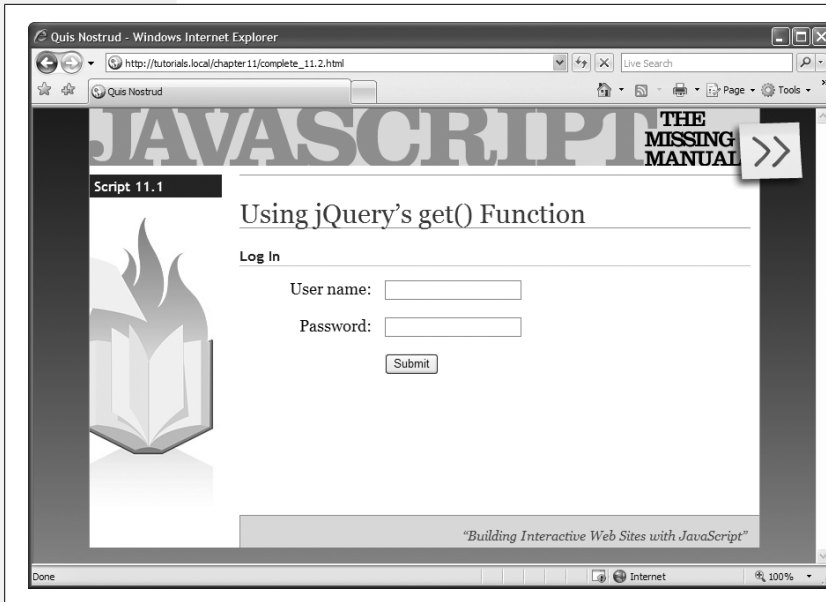 Quis Nostrud - Windows Internet Explorer
http://tutorials.local/chapter11/complete_11.2.html
Live Search
Quis Nostrud
Page
Tools
JAVASCRIPT
THE
MISSING
MANUAL
>>
Script 11.1
Using jQuery's get() Function
Log In
User name:
Password:
Submit
“Building Interactive Web Sites with JavaScript”
Done
Internet
100%